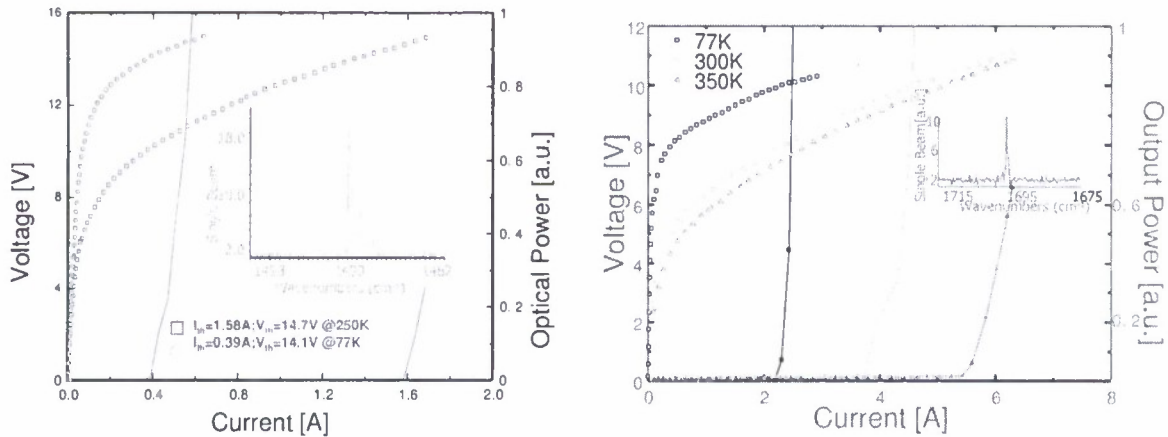 16
12
8
4
0
Voltage [V]
1
0.8
0.6
0.4
0.2
0
Optical Power [a.u.]
2.0
I_th=1.58A;V_th=14.7V @250K
I_th=0.39A;V_th=14.1V @77K
0.0 0.4 0.8 1.2 1.6 2.0
Current [A]
12
10
8
6
4
2
0
Voltage [V]
77K
300K
350K
Single Beam[a.u.]
2
1715 1695 1675
Wavenumbers (cm⁻¹)
1
0.6
0.2
Output Power [a.u.]
0 2 4 6 8
Current [A]